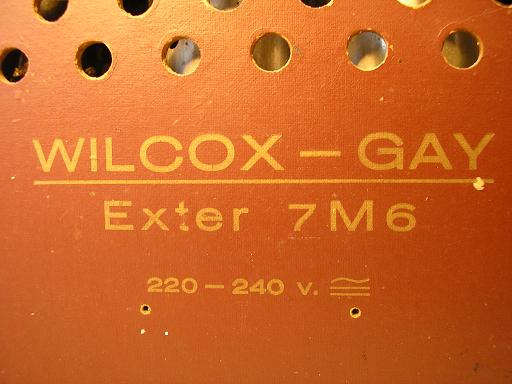 WILCOX – GAY
Exter 7M6
220 – 240 v. ≅